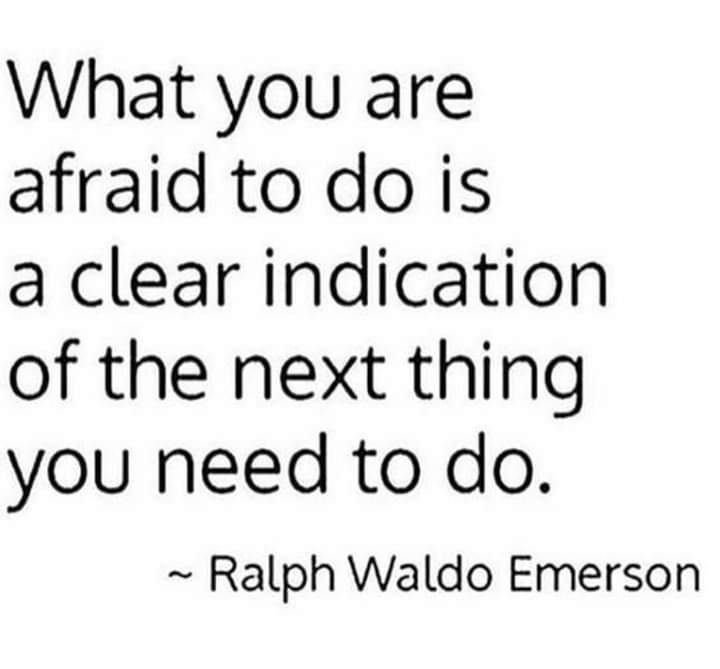 What you are
afraid to do is
a clear indication
of the next thing
you need to do.
~ Ralph Waldo Emerson